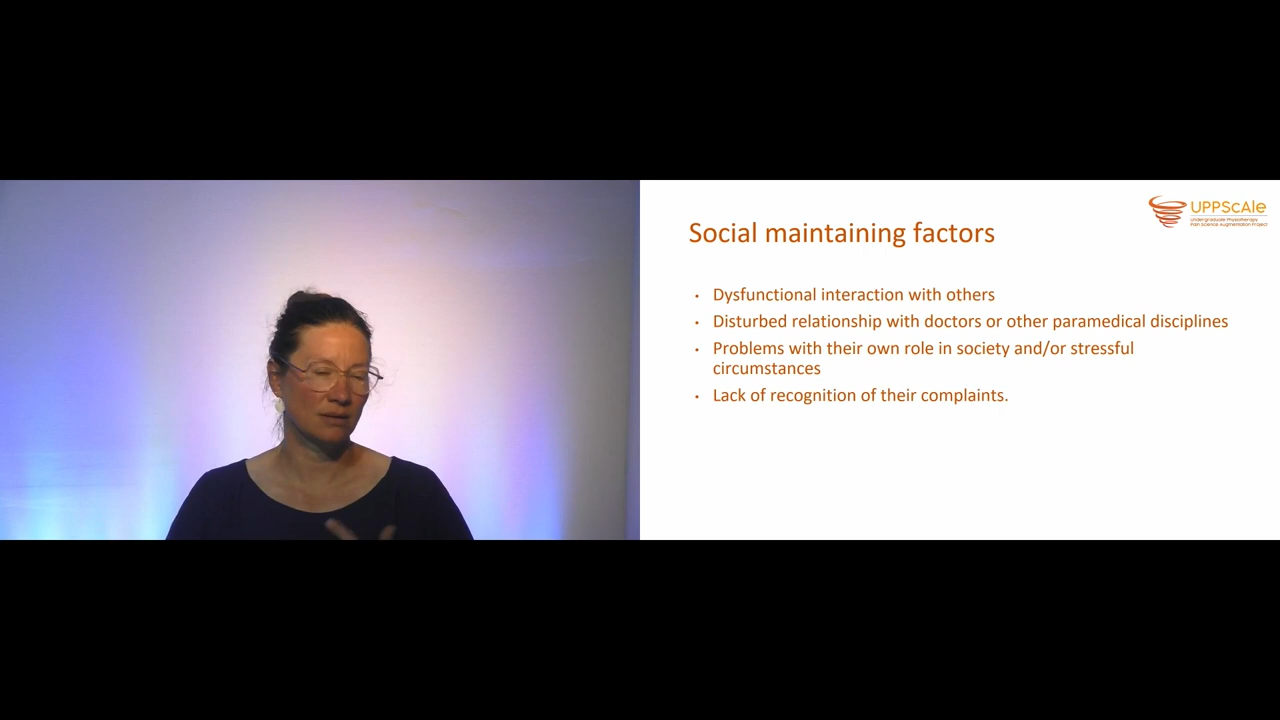 UPPScale
Undergraduate Physiotherapy
Pain Science Augmentation Project
Social maintaining factors
• Dysfunctional interaction with others
• Disturbed relationship with doctors or other paramedical disciplines
• Problems with their own role in society and/or stressful
circumstances
• Lack of recognition of their complaints.